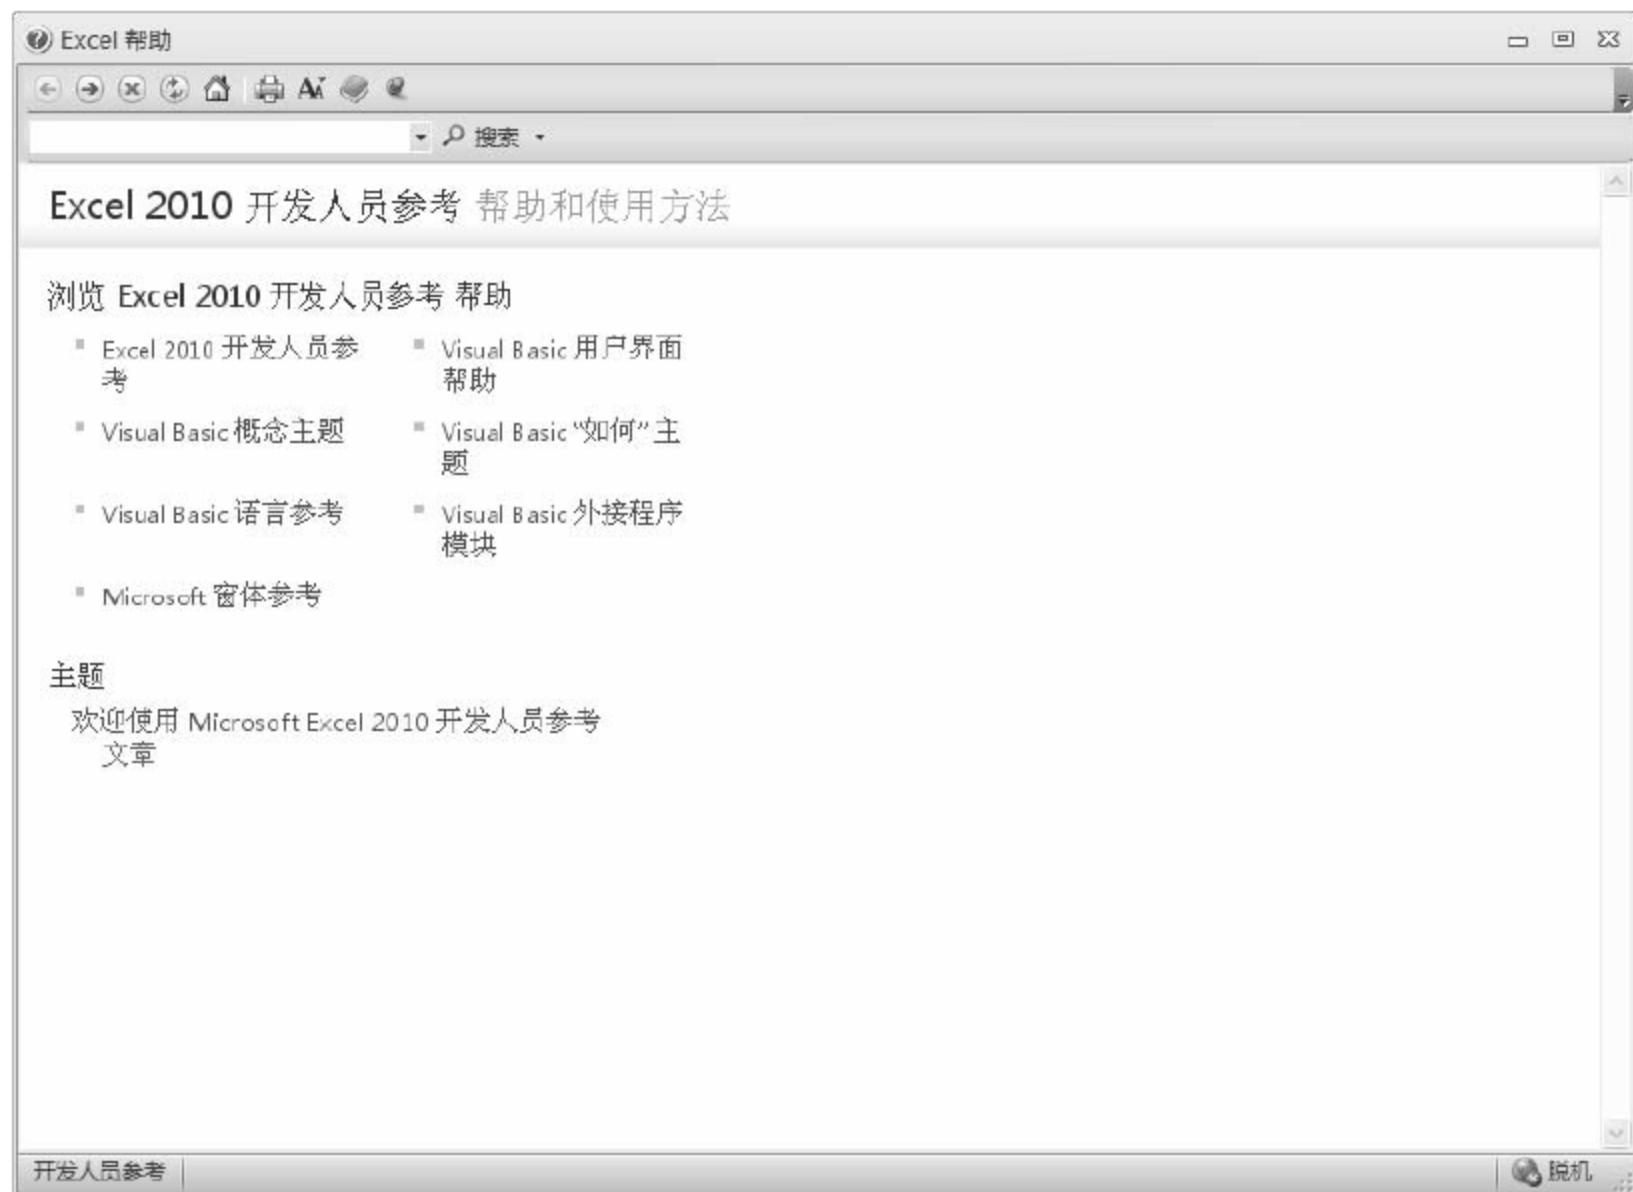 Excel 帮助
搜索
Excel 2010 开发人员参考 帮助和使用方法
浏览 Excel 2010 开发人员参考 帮助
Excel 2010 开发人员参
考
Visual Basic 用户界面
帮助
Visual Basic 概念主题
Visual Basic “如何” 主
题
Visual Basic 语言参考
Visual Basic 外接程序
模块
Microsoft 窗体参考
主题
欢迎使用 Microsoft Excel 2010 开发人员参考
文章
开发人员参考
脱机